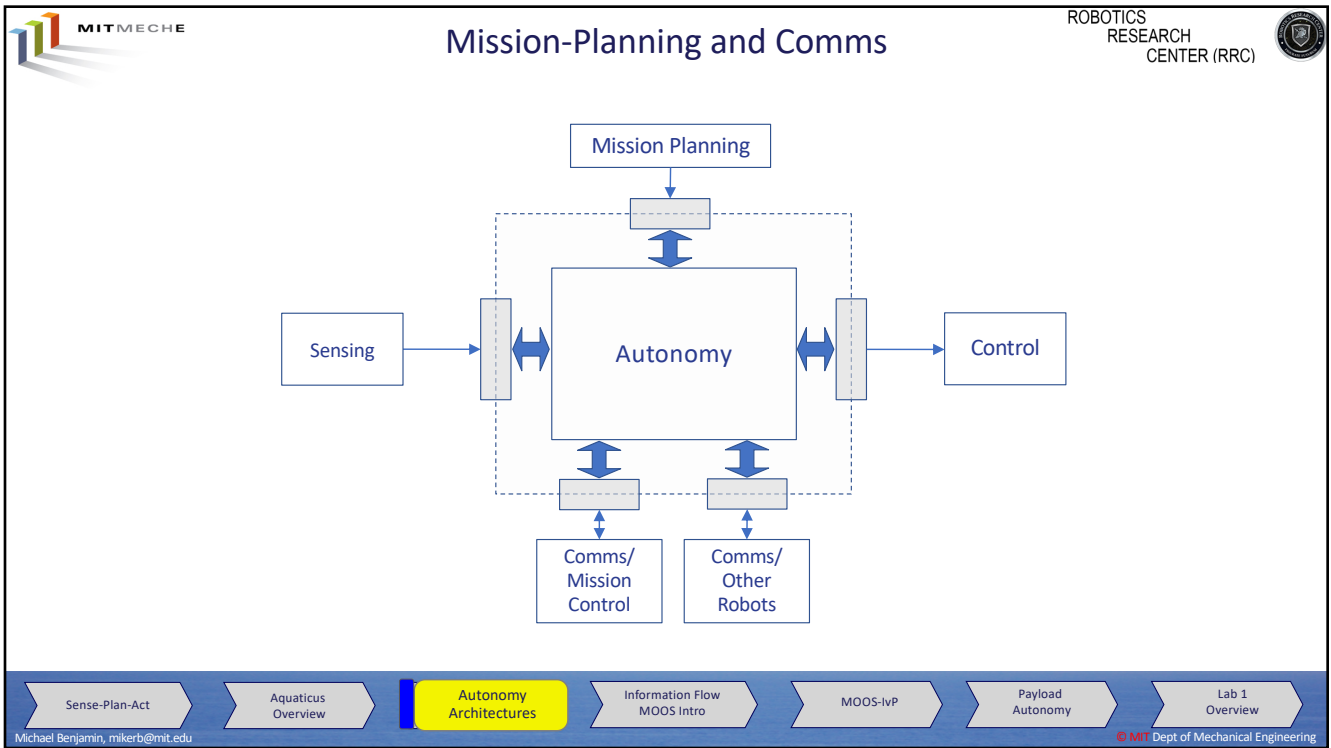 MITMECHE
Mission-Planning and Comms
ROBOTICS
RESEARCH
CENTER (RRC)
Mission Planning
Sensing
Autonomy
Control
Comms/
Mission
Control
Comms/
Other
Robots
Sense-Plan-Act
Aquaticus
Overview
Autonomy
Architectures
Information Flow
MOOS Intro
MOOS-IvP
Payload
Autonomy
Lab 1
Overview
Michael Benjamin, mikerb@mit.edu
© MIT Dept of Mechanical Engineering